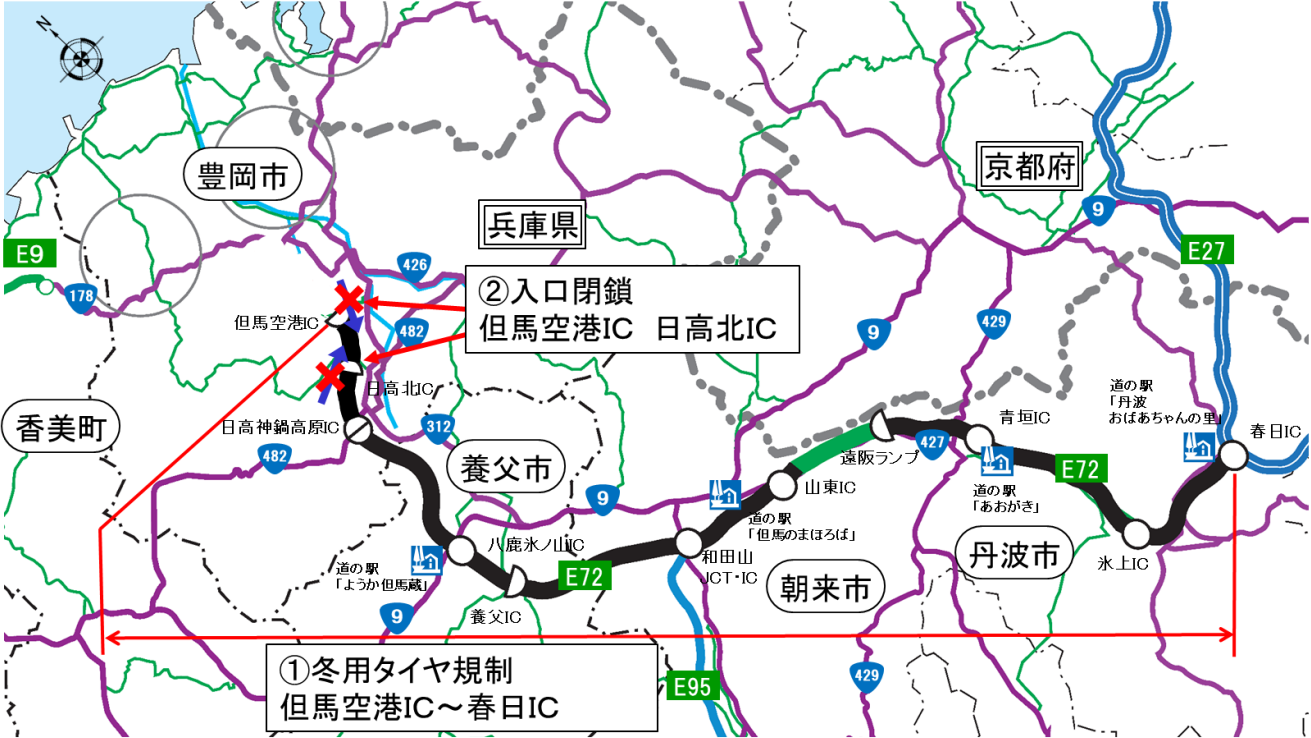 N
豊岡市
京都府
兵庫県
9
E27
E9
426
178
②入口閉鎖
但馬空港IC　日高北IC
但馬空港IC
482
9
429
日高北IC
道の駅
「丹波
おばあちゃんの里」
青垣IC
春日IC
香美町
日高神鍋高原IC
312
427
遠阪ランプ
482
養父市
E72
山東IC
9
道の駅
「あおがき」
道の駅
「但馬のまほろば」
八鹿氷ノ山IC
和田山
JCT・IC
丹波市
氷上IC
道の駅
「ようか但馬蔵」
E72
朝来市
養父IC
9
①冬用タイヤ規制
但馬空港IC～春日IC
E95
429